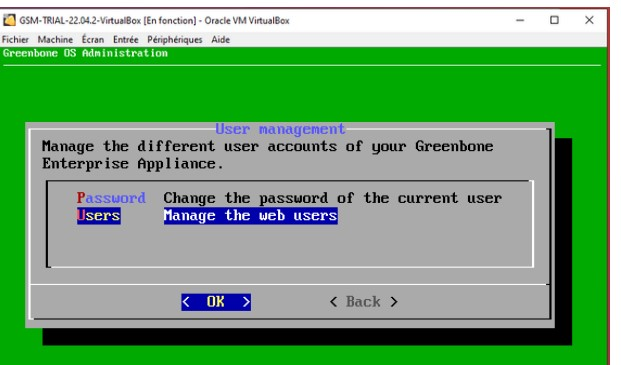 GSM-TRIAL-22.04.2-VirtualBox [En fonction] - Oracle VM VirtualBox
Fichier Machine Écran Entrée Périphériques Aide
Greenbone OS Administration
User management
Manage the different user accounts of your Greenbone
Enterprise Appliance.
Password Change the password of the current user
Users Manage the web users
< OK > < Back >